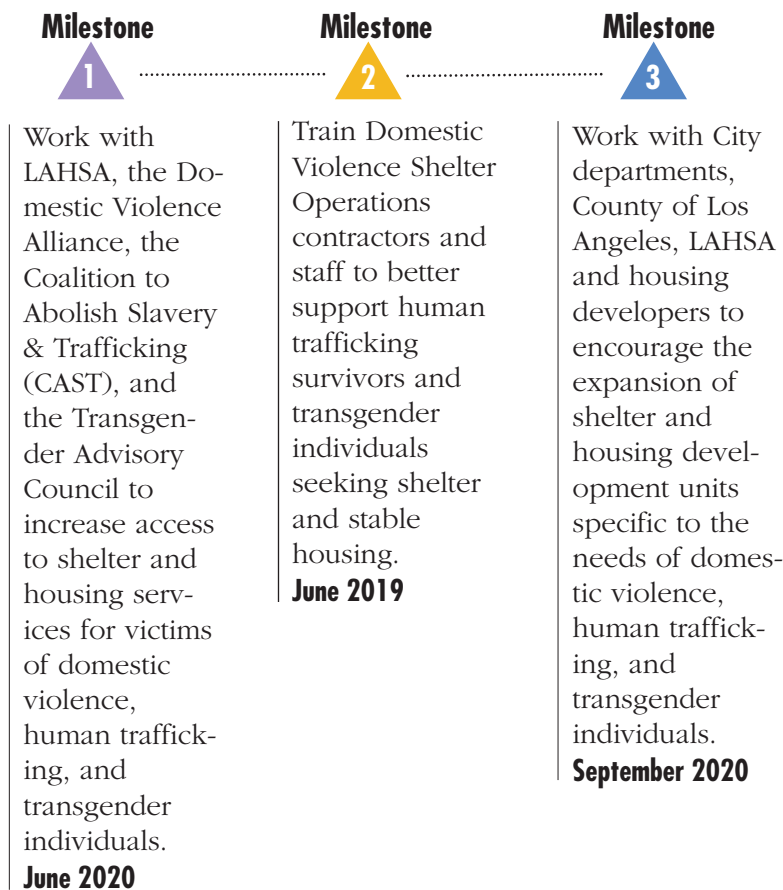 Milestone
1
Work with
LAHSA, the Do-
mestic Violence
Alliance, the
Coalition to
Abolish Slavery
& Trafficking
(CAST), and
the Transgen-
der Advisory
Council to
increase access
to shelter and
housing serv-
ices for victims
of domestic
violence,
human traffick-
ing, and
transgender
individuals.
June 2020
Milestone
2
Train Domestic
Violence Shelter
Operations
contractors and
staff to better
support human
trafficking
survivors and
transgender
individuals
seeking shelter
and stable
housing.
June 2019
Milestone
3
Work with City
departments,
County of Los
Angeles, LAHSA
and housing
developers to
encourage the
expansion of
shelter and
housing devel-
opment units
specific to the
needs of domes-
tic violence,
human traffick-
ing, and
transgender
individuals.
September 2020